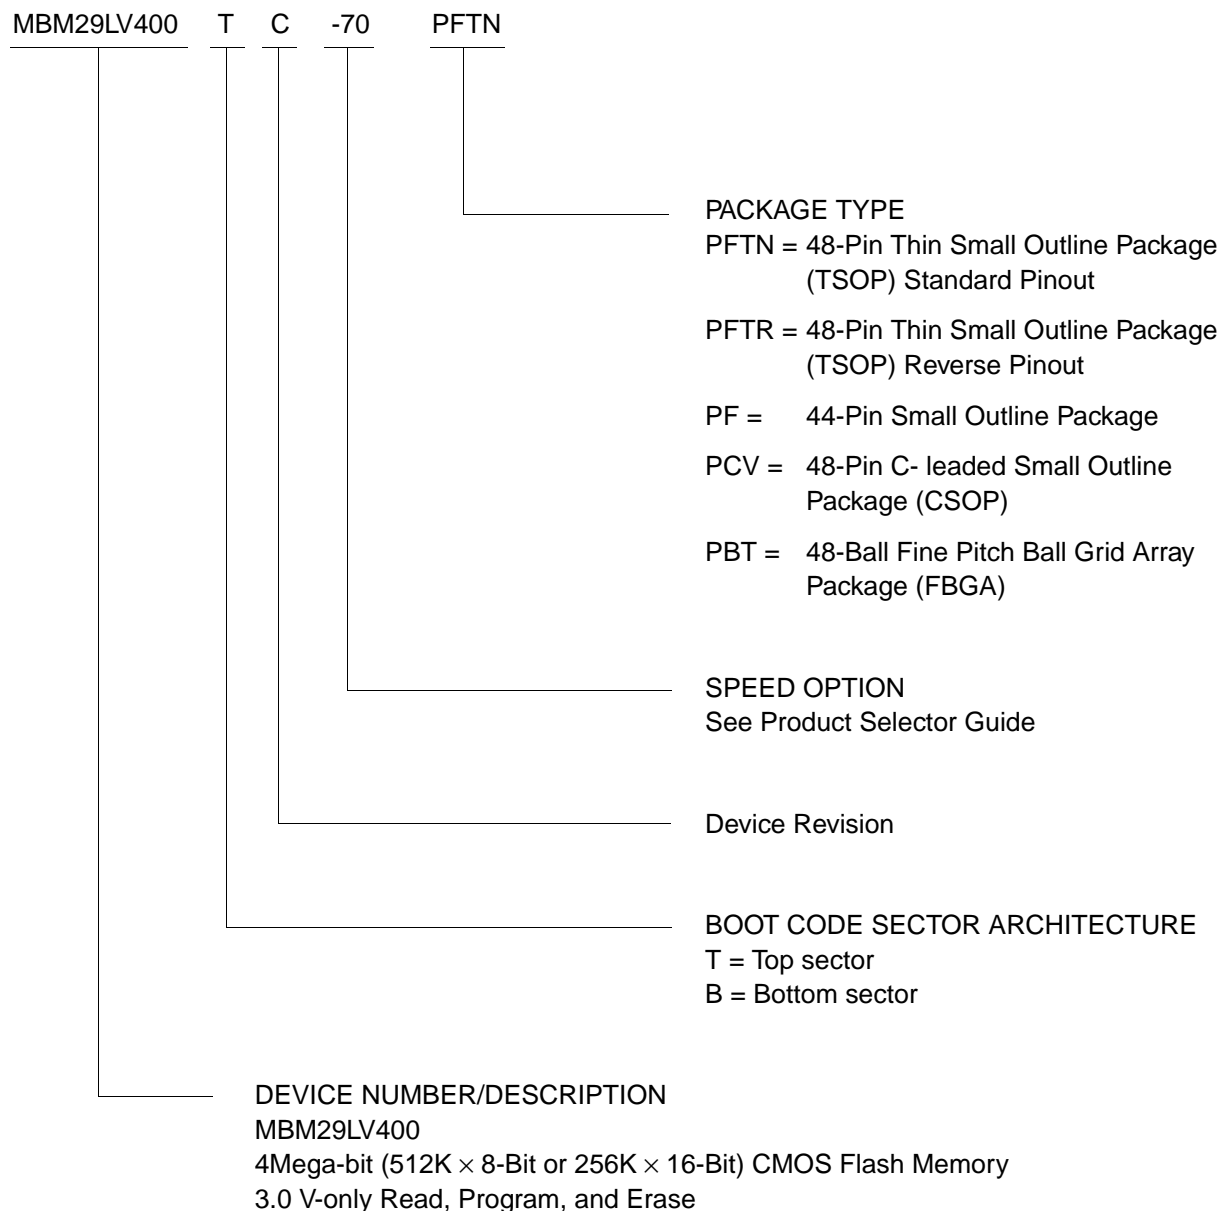 MBM29LV400 T C -70 PFTN
PACKAGE TYPE
PFTN = 48-Pin Thin Small Outline Package
(TSOP) Standard Pinout
PFTR = 48-Pin Thin Small Outline Package
(TSOP) Reverse Pinout
PF = 44-Pin Small Outline Package
PCV = 48-Pin C- leaded Small Outline
Package (CSOP)
PBT = 48-Ball Fine Pitch Ball Grid Array
Package (FBGA)
SPEED OPTION
See Product Selector Guide
Device Revision
BOOT CODE SECTOR ARCHITECTURE
T = Top sector
B = Bottom sector
DEVICE NUMBER/DESCRIPTION
MBM29LV400
4Mega-bit (512K × 8-Bit or 256K × 16-Bit) CMOS Flash Memory
3.0 V-only Read, Program, and Erase